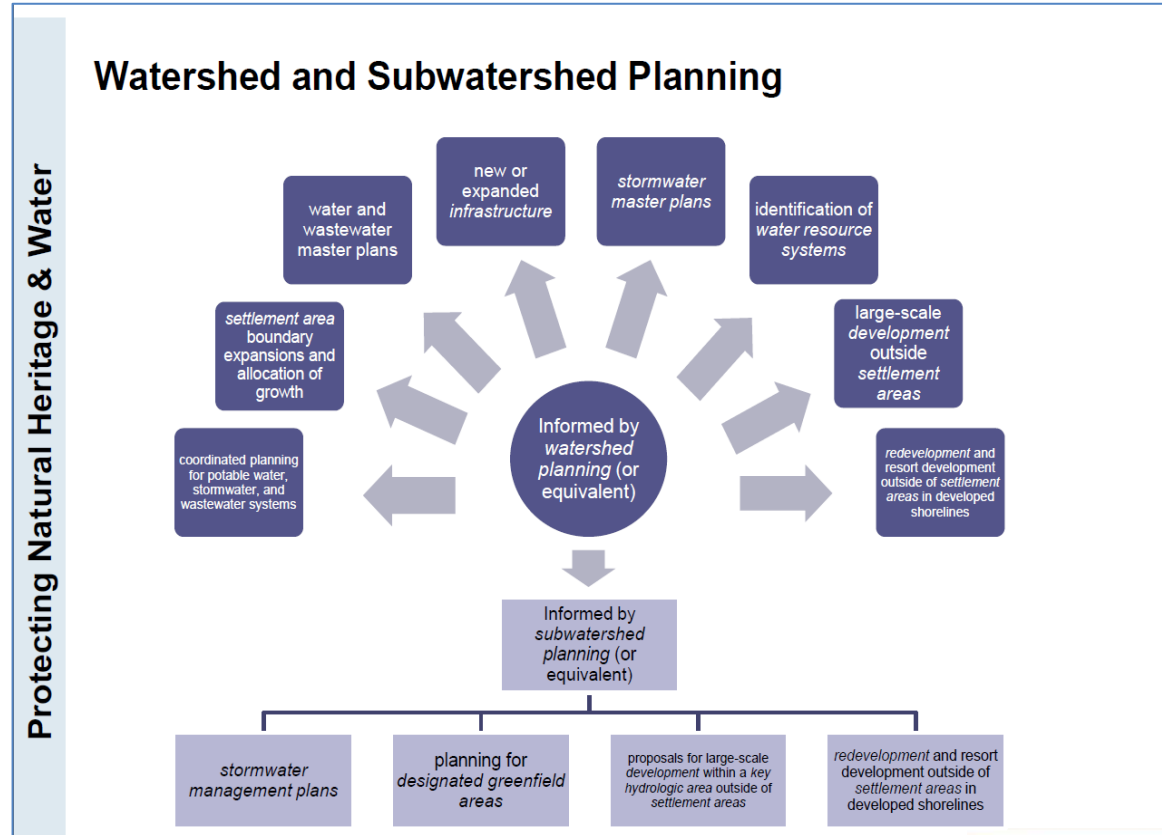 Protecting Natural Heritage & Water
Watershed and Subwatershed Planning
coordinated planning
for potable water,
stormwater, and
wastewater systems
settlement area
boundary
expansions and
allocation of
growth
water and
wastewater
master plans
new or
expanded
infrastructure
stormwater
master plans
identification of
water resource
systems
large-scale
development
outside
settlement
areas
redevelopment and
resort development
outside of settlement
areas in developed
shorelines
Informed by
watershed
planning (or
equivalent)
Informed by
subwatershed
planning (or
equivalent)
stormwater
management plans
planning for
designated greenfield
areas
proposals for large-scale
development within a key
hydrologic area outside of
settlement areas
redevelopment and resort
development outside of
settlement areas in
developed shorelines